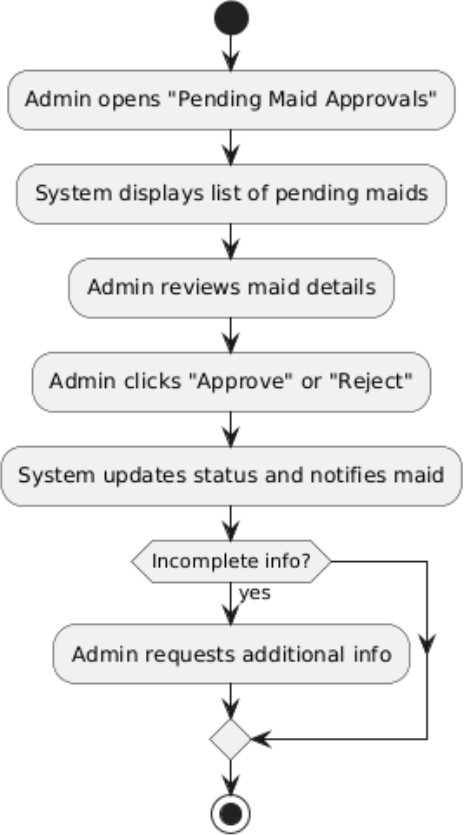 Admin opens "Pending Maid Approvals"
System displays list of pending maids
Admin reviews maid details
Admin clicks "Approve" or "Reject"
System updates status and notifies maid
Incomplete info?
yes
Admin requests additional info